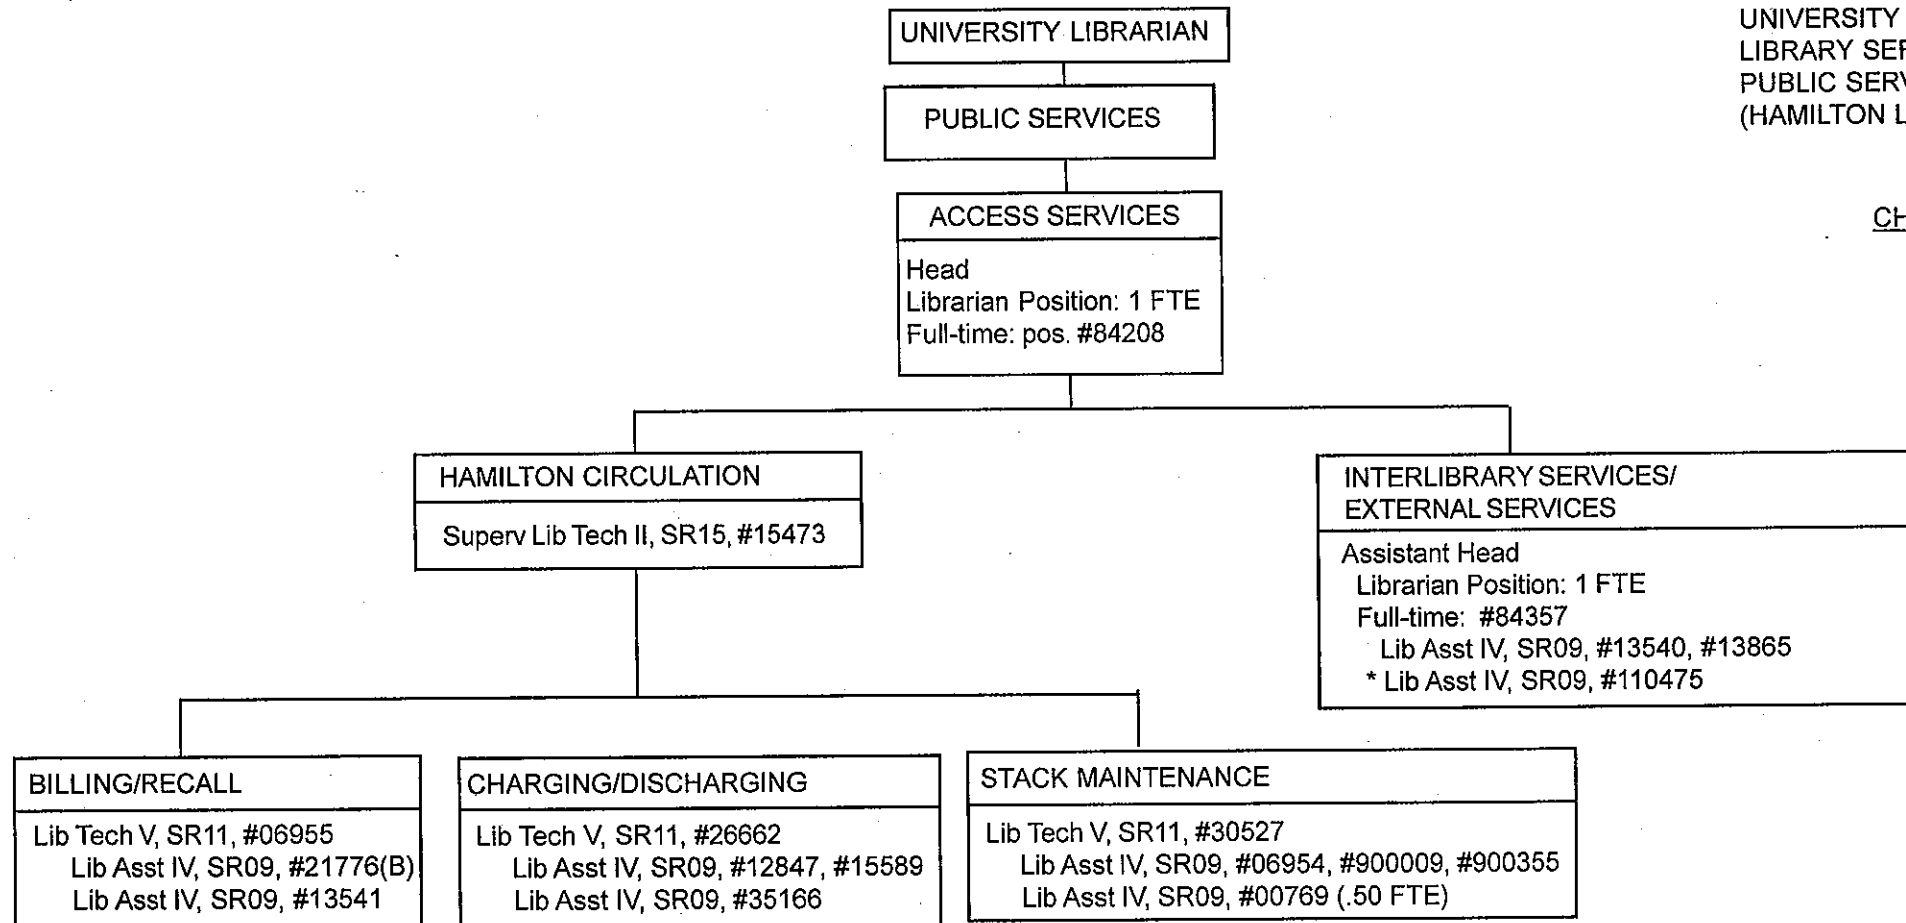 UNIVERSITY LIBRARIAN
PUBLIC SERVICES
UNIVERSITY
LIBRARY
PUBLIC
(HAMILTON
ACCESS SERVICES
Head
Librarian Position: 1 FTE
Full-time: pos. #84208
HAMILTON CIRCULATION
Superv Lib Tech II, SR15, #15473
INTERLIBRARY SERVICES/
EXTERNAL SERVICES
Assistant Head
Librarian Position: 1 FTE
Full-time: #84357
Lib Asst IV, SR09, #13540, #13865
* Lib Asst IV, SR09, #110475
BILLING/RECALL
Lib Tech V, SR11, #06955
Lib Asst IV, SR09, #21776(B)
Lib Asst IV, SR09, #13541
CHARGING/DISCHARGING
Lib Tech V, SR11, #26662
Lib Asst IV, SR09, #12847, #15589
Lib Asst IV, SR09, #35166
STACK MAINTENANCE
Lib Tech V, SR11, #30527
Lib Asst IV, SR09, #06954, #900009, #900355
Lib Asst IV, SR09, #00769 (.50 FTE)